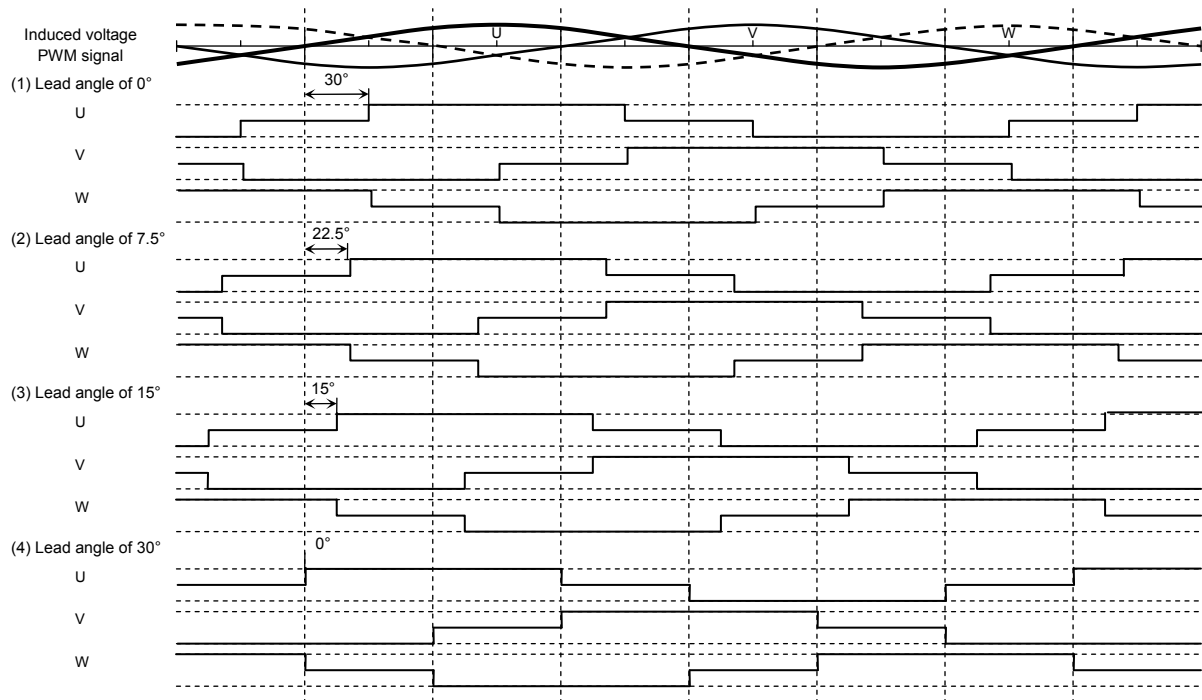 Induced voltage
PWM signal
U
V
W
(1) Lead angle of 0°
30°
U
V
W
(2) Lead angle of 7.5°
22.5°
U
V
W
(3) Lead angle of 15°
15°
U
V
W
(4) Lead angle of 30°
0°
U
V
W